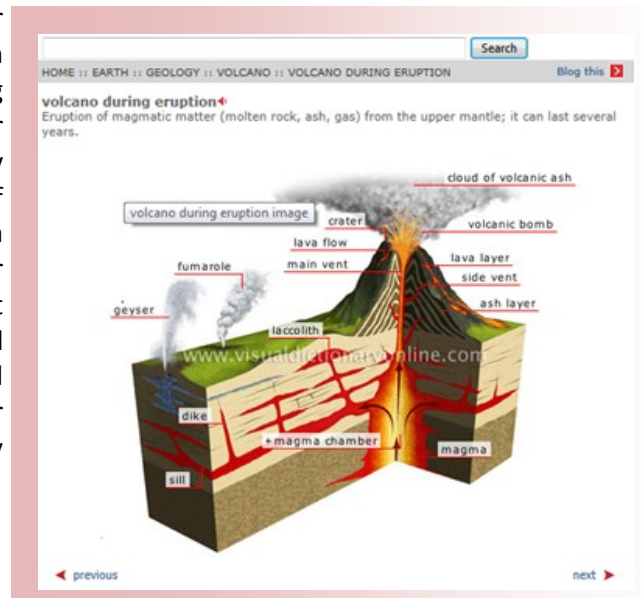 Search
HOME :: EARTH :: GEOLOGY :: VOLCANO :: VOLCANO DURING ERUPTION
Blog this
volcano during eruption
Eruption of magmatic matter (molten rock, ash, gas) from the upper mantle; it can last several
years.
cloud of volcanic ash
volcano during eruption image
crater
volcanic bomb
lava flow
main vent
lava layer
fumarole
side vent
geyser
ash layer
laccolith
www.visualdictionaryonline.com
dike
+magma chamber
magma
sill
previous
next